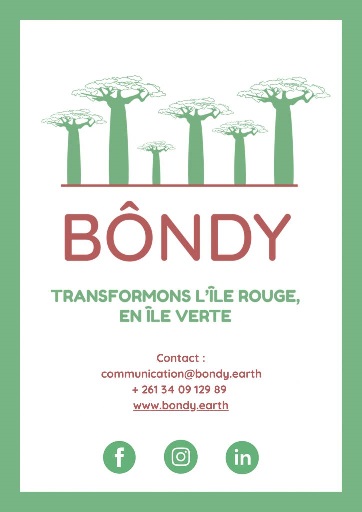 BÔNDY
TRANSFORMONS L'ÎLE ROUGE,
EN ÎLE VERTE
Contact :
communication@bondy.earth
+ 261 34 09 129 89
www.bondy.earth
f
in